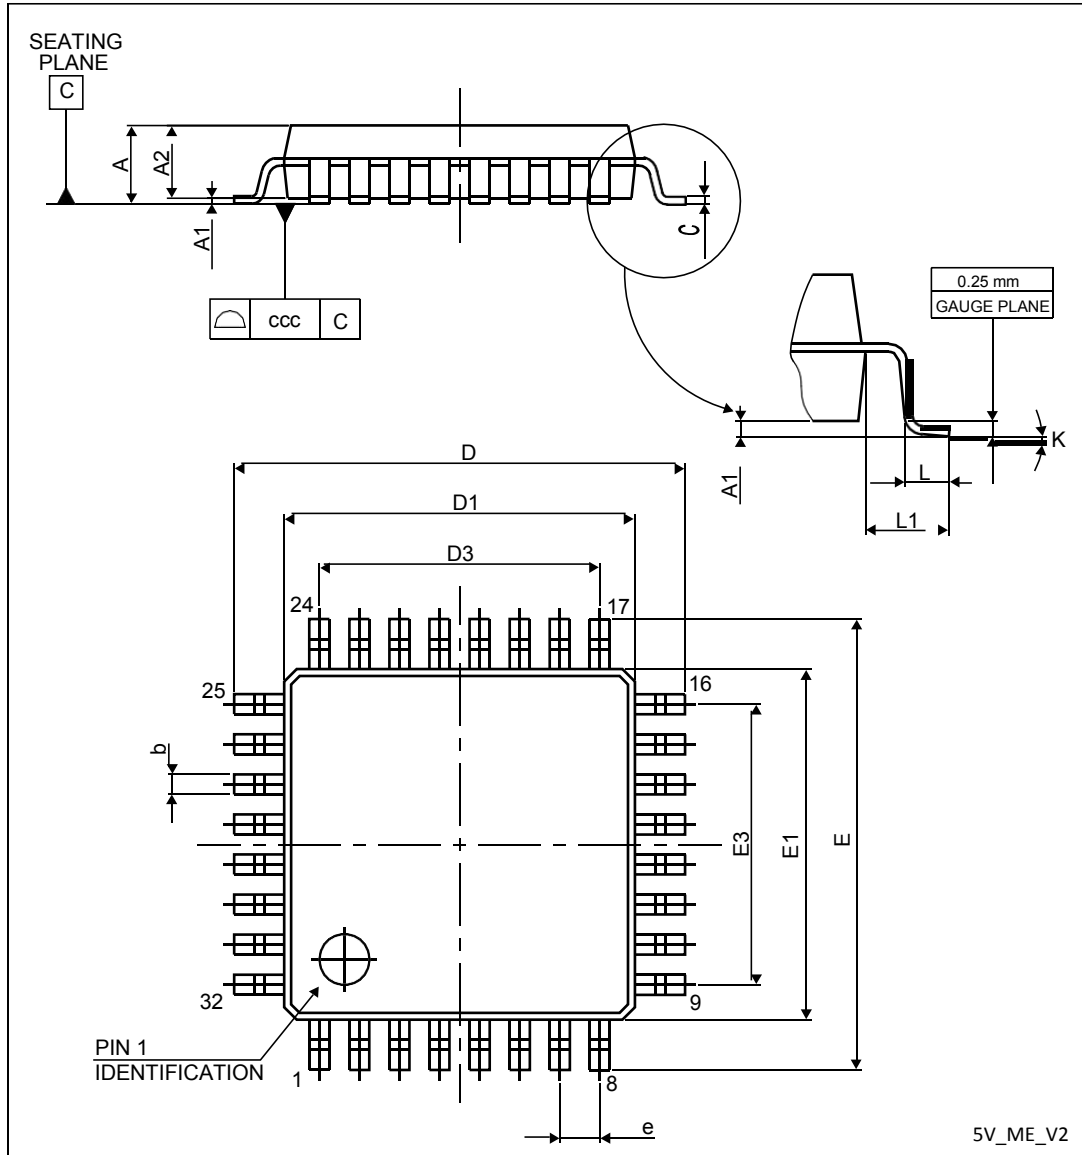 SEATING
PLANE
C
A
A2
A1
C
ccc
C
0.25 mm
GAUGE PLANE
K
A1
L
L1
D
D1
D3
24
17
25
16
b
E3
E1
E
32
9
PIN 1
IDENTIFICATION
1
8
e
5V_ME_V2